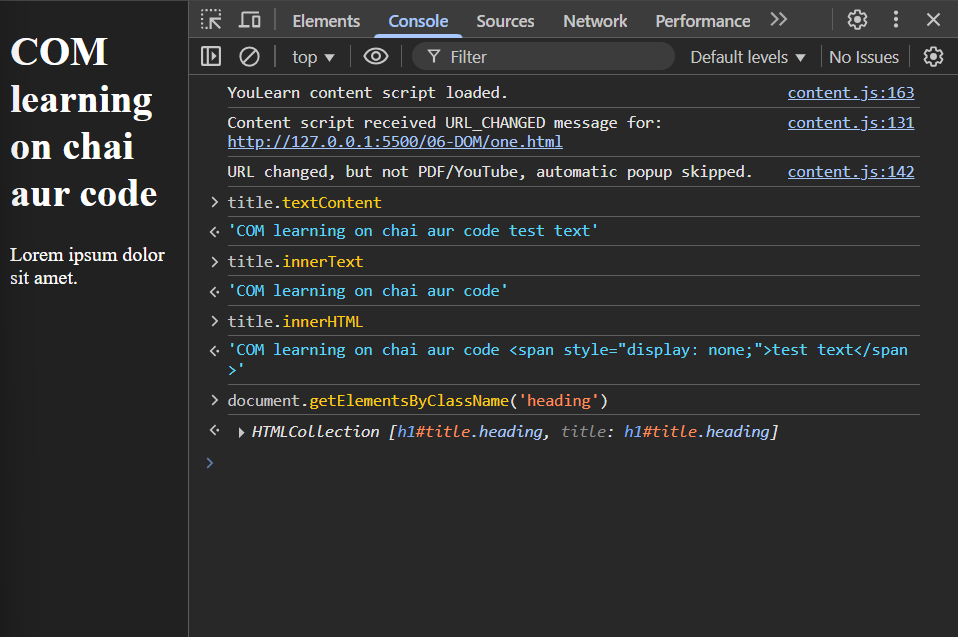 COM
learning
on chai
aur code
Lorem ipsum dolor
sit amet.
Elements Console Sources Network Performance
top Filter Default levels No Issues
YouLearn content script loaded. content.js:163
Content script received URL_CHANGED message for: content.js:131
http://127.0.0.1:5500/06-DOM/one.html
URL changed, but not PDF/YouTube, automatic popup skipped. content.js:142
> title.textContent
'COM learning on chai aur code test text'
> title.innerText
'COM learning on chai aur code'
> title.innerHTML
'COM learning on chai aur code <span style="display: none;">test text</span
>'
> document.getElementsByClassName('heading')
HTMLCollection [h1#title.heading, title: h1#title.heading]
>